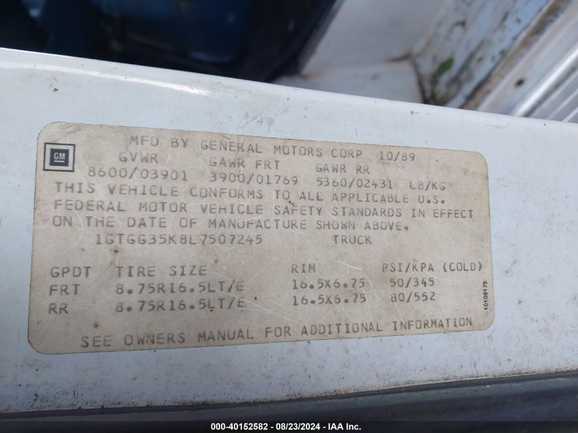 MFD BY GENERAL MOTORS CORP 10/89
GM
GVWR GAWR FRT GAWR RR
8600/03901 3900/01769 5360/02431 LB/KG
THIS VEHICLE CONFORMS TO ALL APPLICABLE U.S.
FEDERAL MOTOR VEHICLE SAFETY STANDARDS IN EFFECT
ON THE DATE OF MANUFACTURE SHOWN ABOVE.
1GTGG35K8L7507245 TRUCK
GPDT TIRE SIZE RIM PSI/KPA (COLD)
FRT 8.75R16.5LT/E 16.5X6.75 50/345
RR 8.75R16.5LT/E 16.5X6.75 80/552
SEE OWNERS MANUAL FOR ADDITIONAL INFORMATION
000-40152582 - 08/23/2024 - IAA Inc.